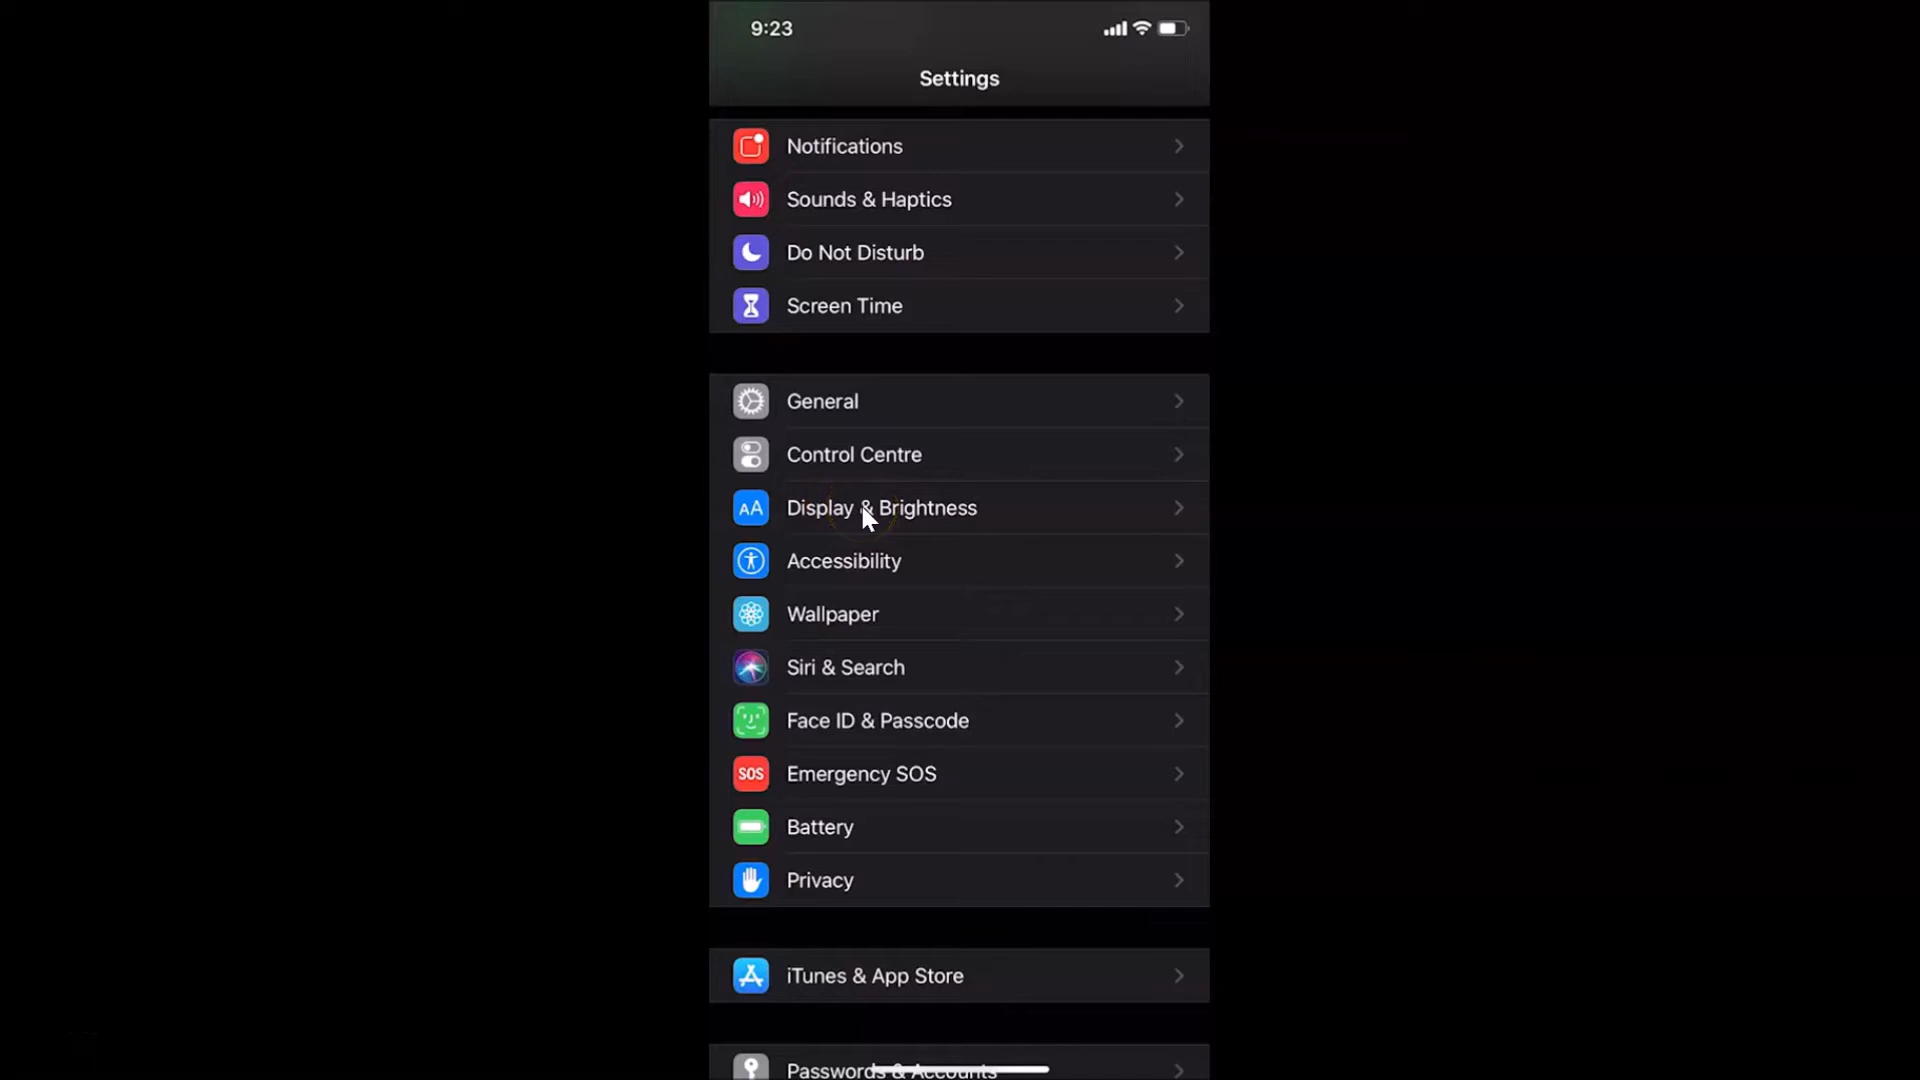 9:23
Settings
Notifications
Sounds & Haptics
Do Not Disturb
Screen Time
General
Control Centre
AA Display & Brightness
Accessibility
Wallpaper
Siri & Search
Face ID & Passcode
SOS Emergency SOS
Battery
Privacy
iTunes & App Store
Passwords & Accounts